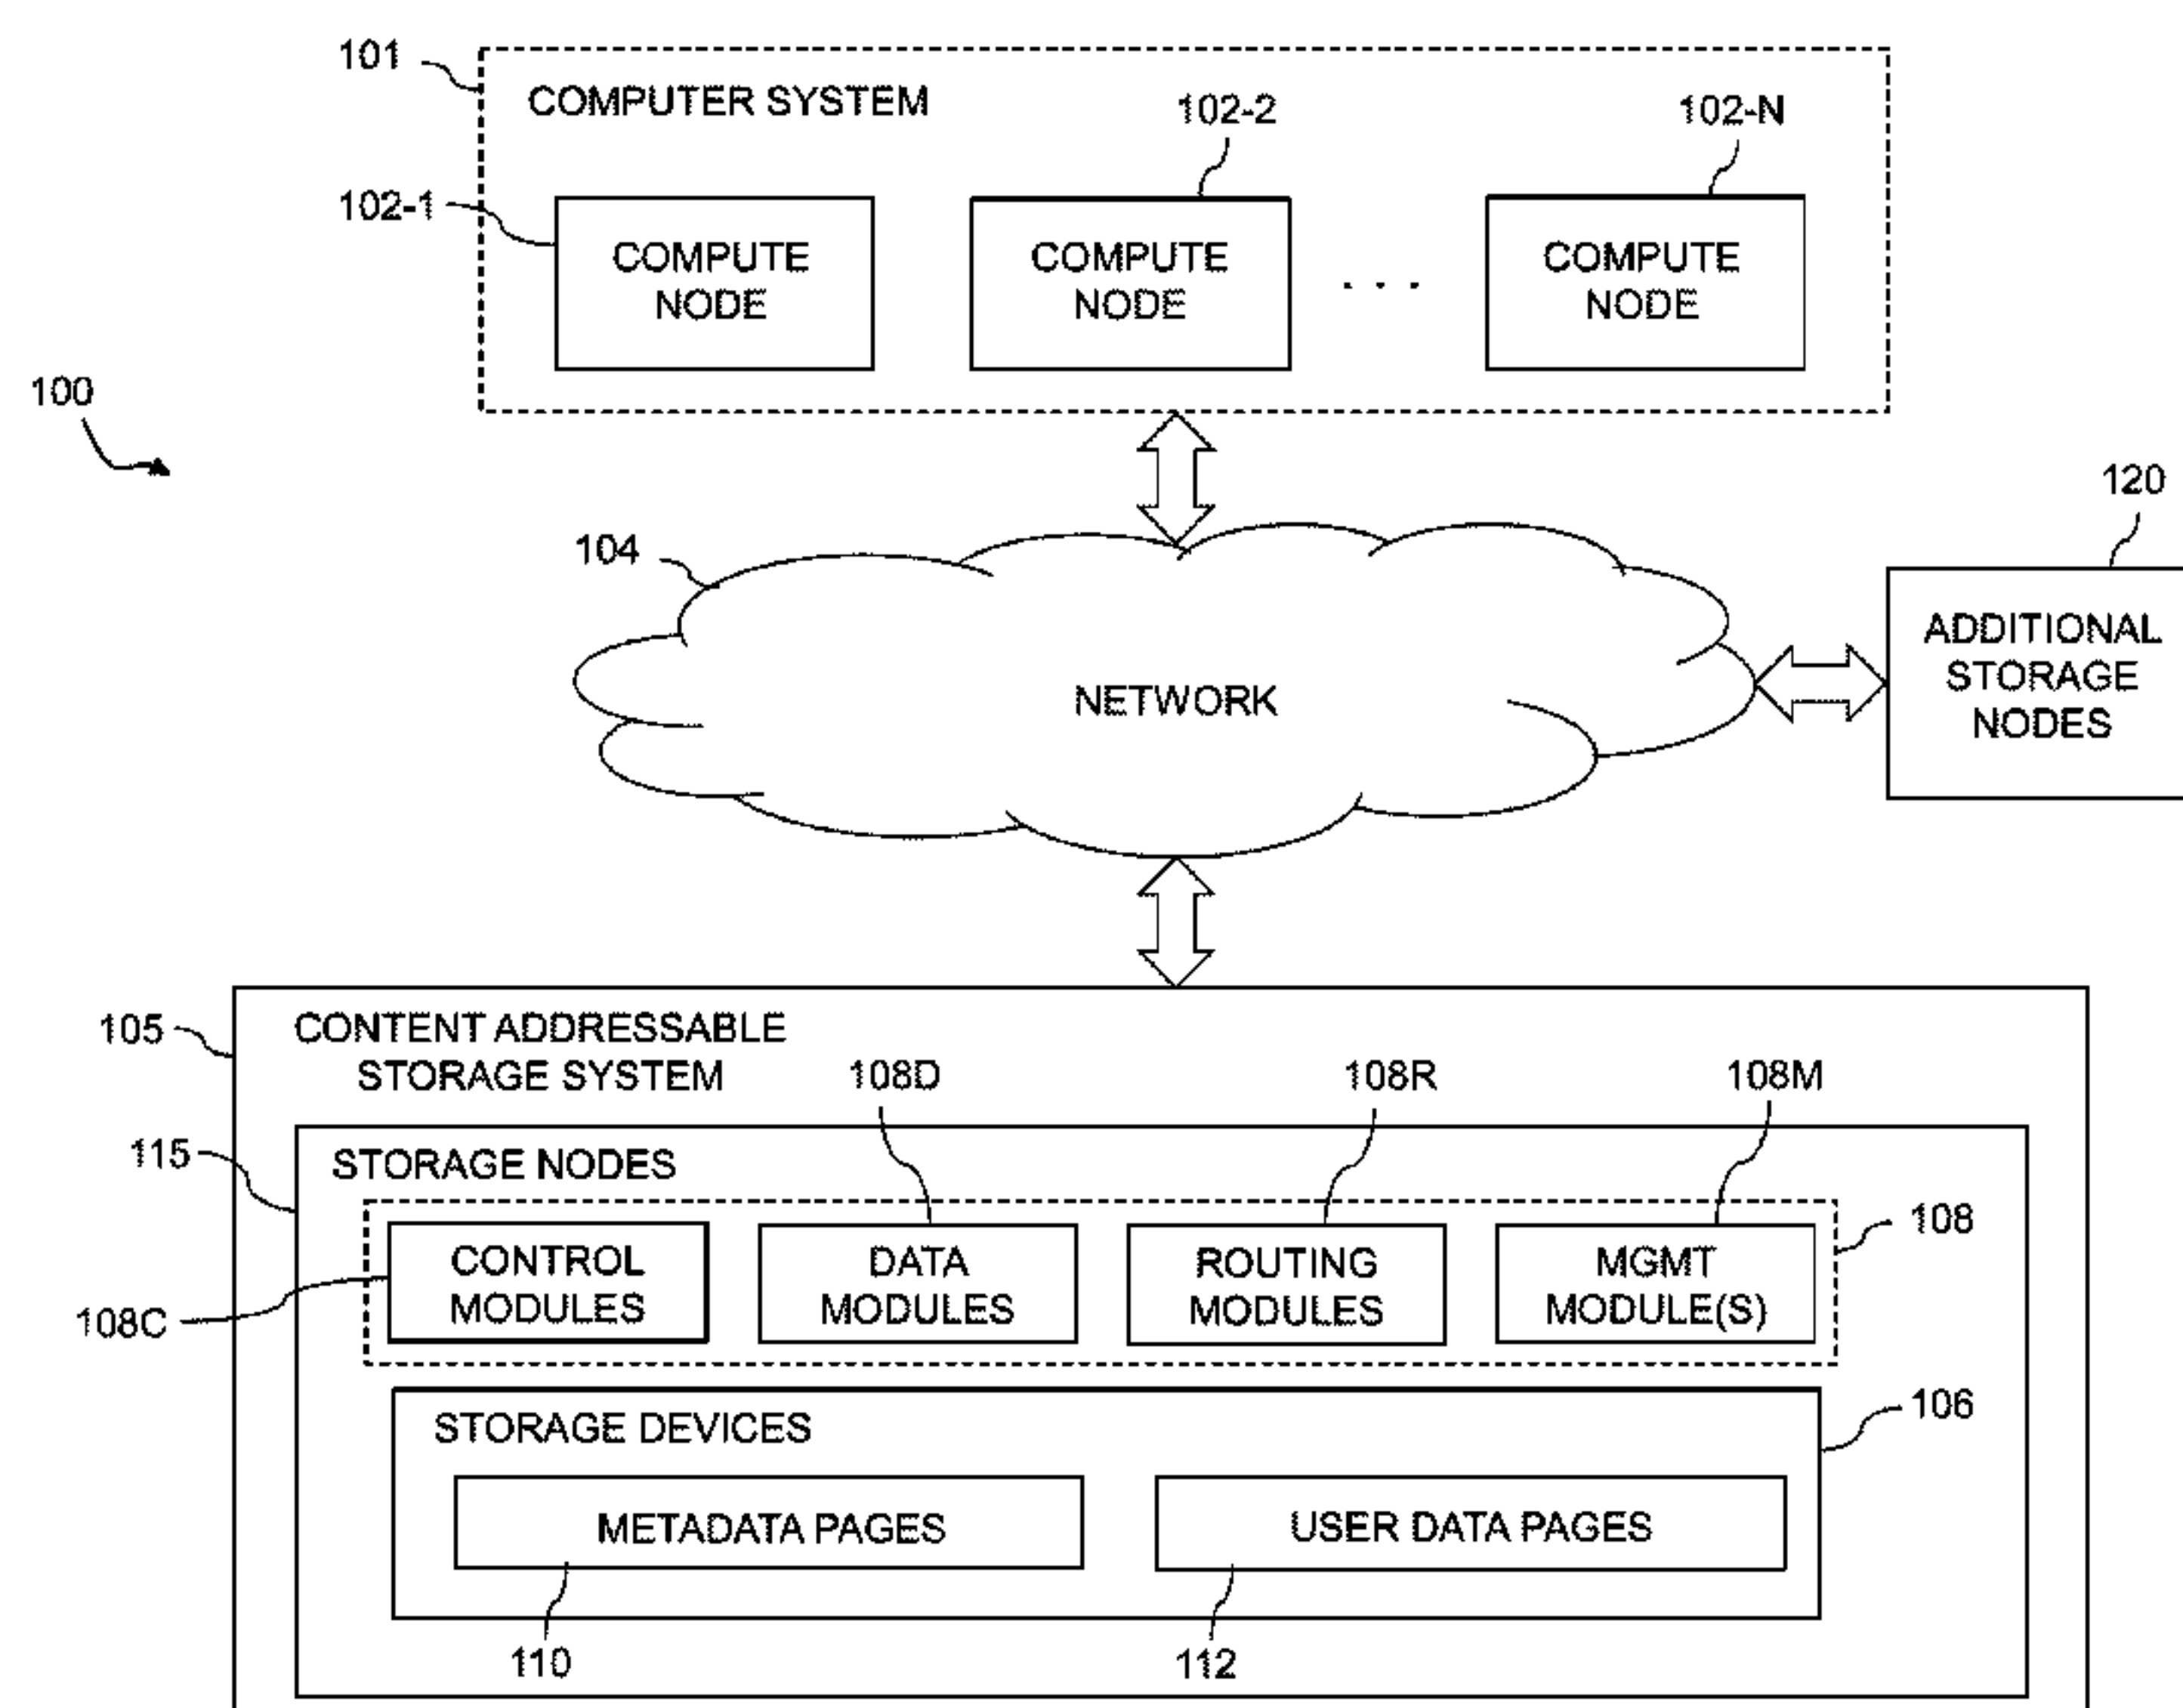 101
COMPUTER SYSTEM
102-2
102-N
102-1
COMPUTE
NODE
COMPUTE
NODE
. . .
COMPUTE
NODE
100
120
104
NETWORK
ADDITIONAL
STORAGE
NODES
105
CONTENT ADDRESSABLE
STORAGE SYSTEM
108D
108R
108M
115
STORAGE NODES
108
CONTROL
MODULES
DATA
MODULES
ROUTING
MODULES
MGMT
MODULE(S)
108C
106
STORAGE DEVICES
METADATA PAGES
USER DATA PAGES
110
112